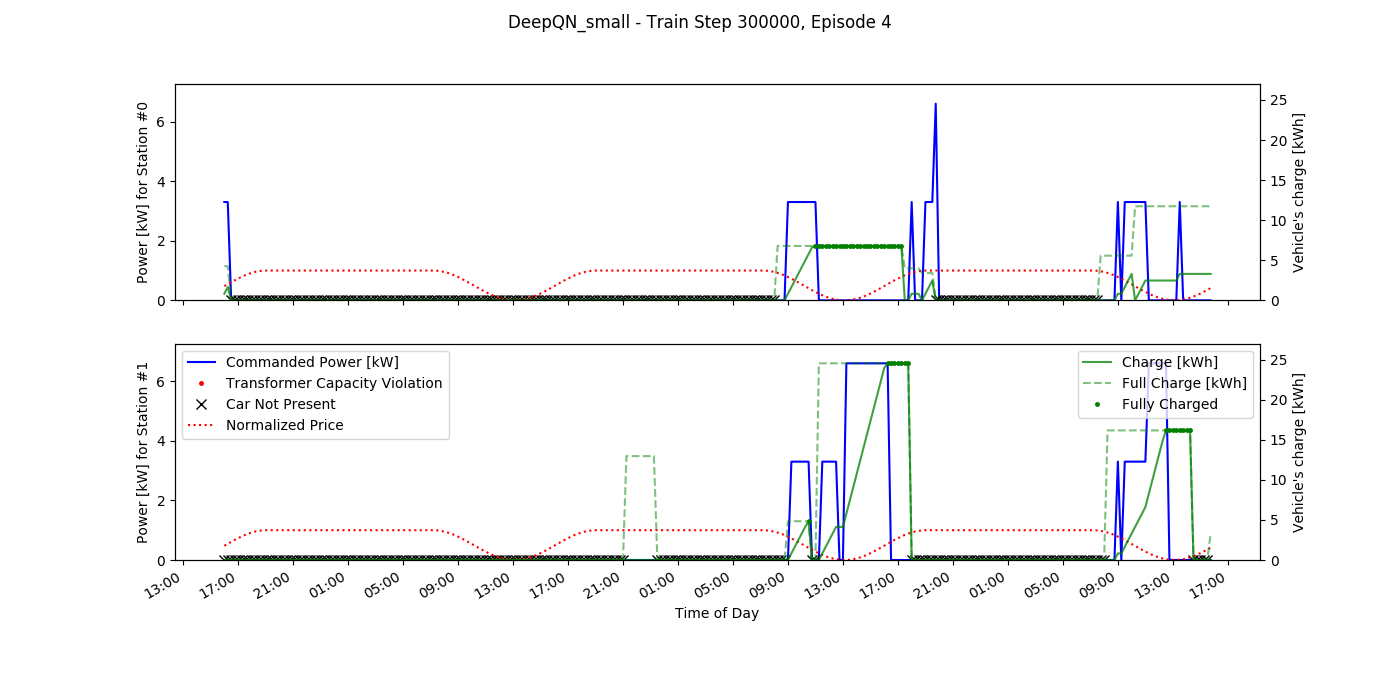 DeepQN_small - Train Step 300000, Episode 4
Power [kW] for Station #0
6
4
2
0
25
20
15
10
5
0
Vehicle's charge [kWh]
Power [kW] for Station #1
6
4
2
0
Commanded Power [kW]
Transformer Capacity Violation
Car Not Present
Normalized Price
Charge [kWh]
Full Charge [kWh]
Fully Charged
25
20
15
10
5
0
Vehicle's charge [kWh]
13:00 17:00 21:00 01:00 05:00 09:00 13:00 17:00 21:00 01:00 05:00 09:00 13:00 17:00 21:00 01:00 05:00 09:00 13:00 17:00
Time of Day